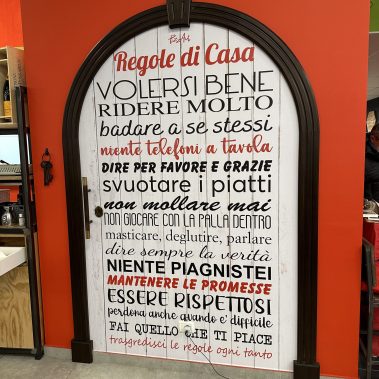 Regole di Casa
VOLERSI BENE
RIDERE MOLTO
badare a se stessi
niente telefoni a tavola
DIRE PER FAVORE E GRAZIE
svuotare i piatti
non mollare mai
NON GIOCARE CON LA PALLA DENTRO
masticare, deglutire, parlare
dire sempre la verità
NIENTE PIAGNISTEI
MANTENERE LE PROMESSE
ESSERE RISPETTOSI
perdona anche quando e' difficile
FAI QUELLO CHE TI PIACE
trasgredisci le regole ogni tanto